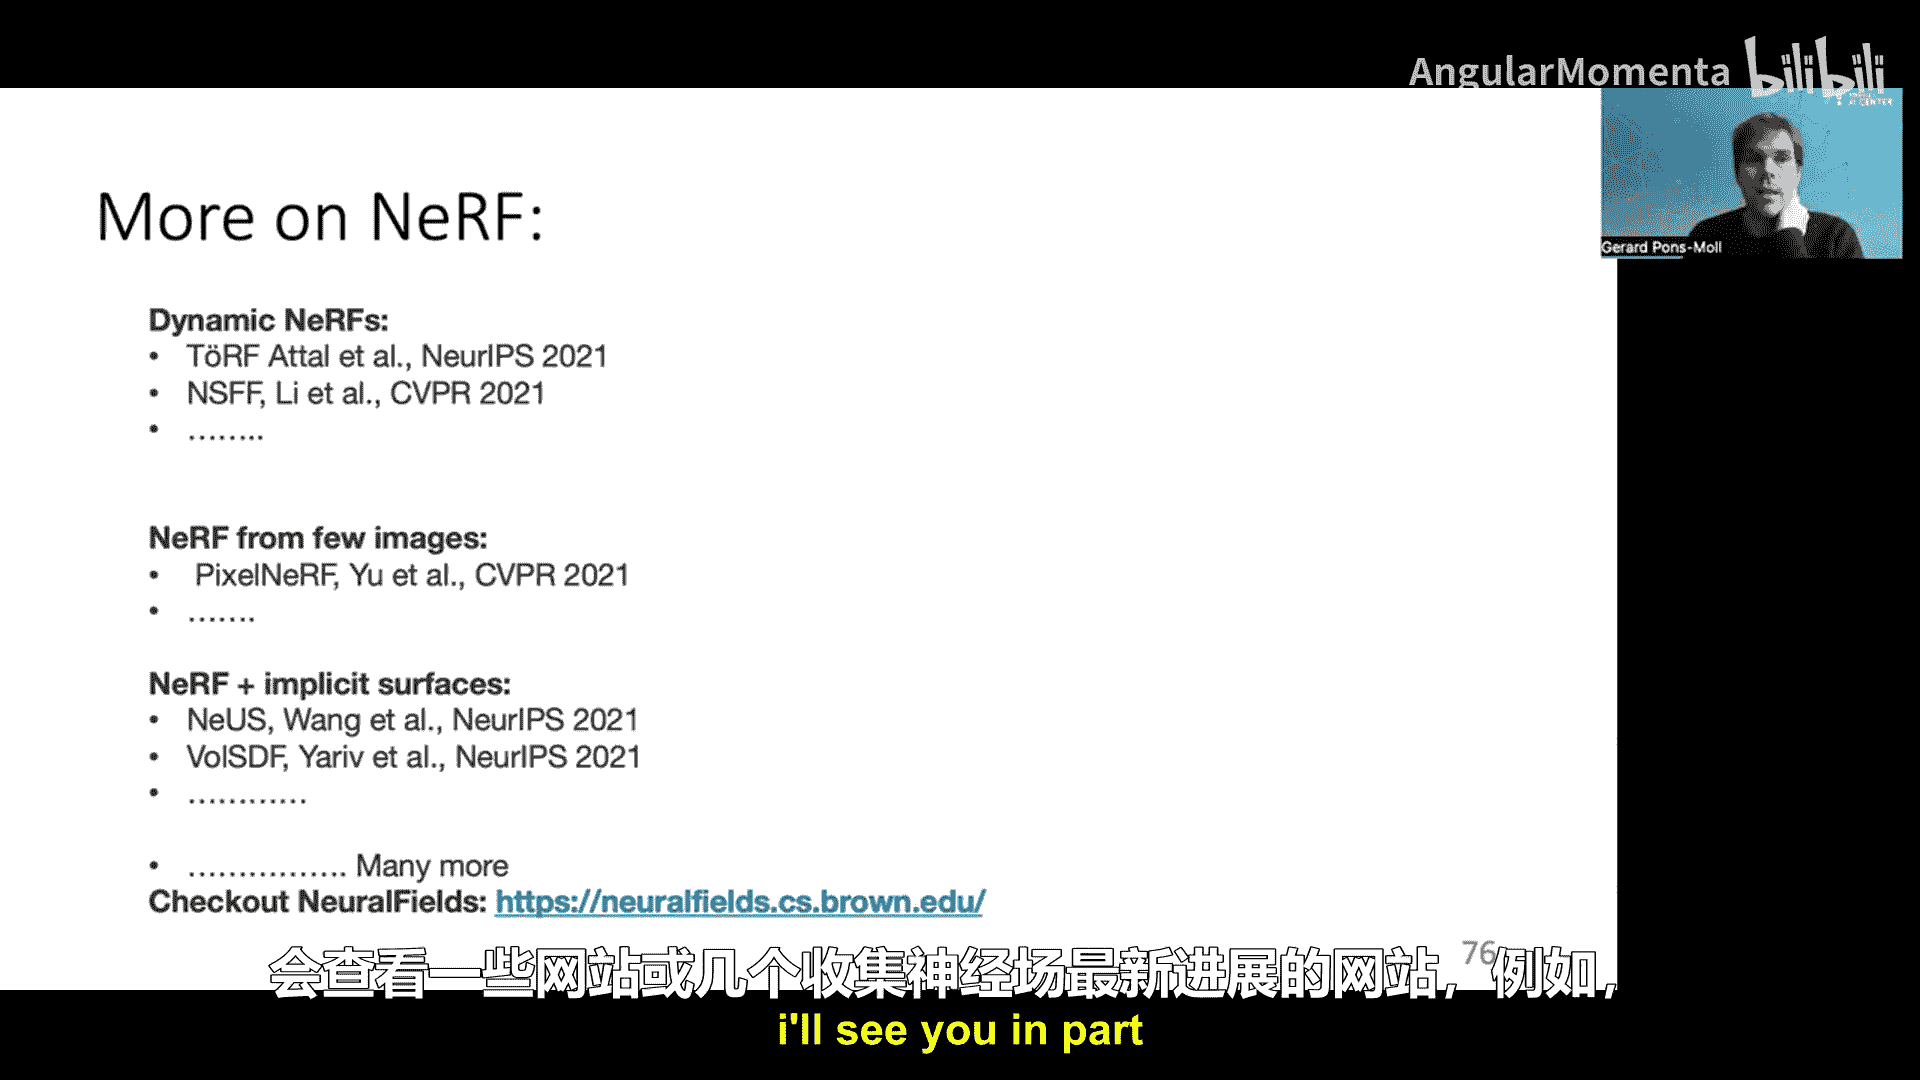 AngularMomenta bilibili
Gerard Pons-Moll
More on NeRF:
Dynamic NeRFs:
• TöRF Attal et al., NeurIPS 2021
• NSFF, Li et al., CVPR 2021
• ........
NeRF from few images:
• PixelNeRF, Yu et al., CVPR 2021
• .......
NeRF + implicit surfaces:
• NeUS, Wang et al., NeurIPS 2021
• VolSDF, Yariv et al., NeurIPS 2021
• ............
• ................ Many more
Checkout NeuralFields: https://neuralfields.cs.brown.edu/
76
会查看一些网站或几个收集神经场最新进展的网站，例如，
i'll see you in part